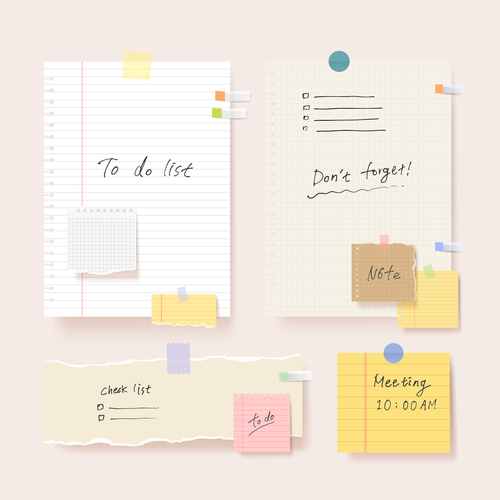 To do list
Don't forget!
Note
Check list
To do
Meeting
10:00 AM